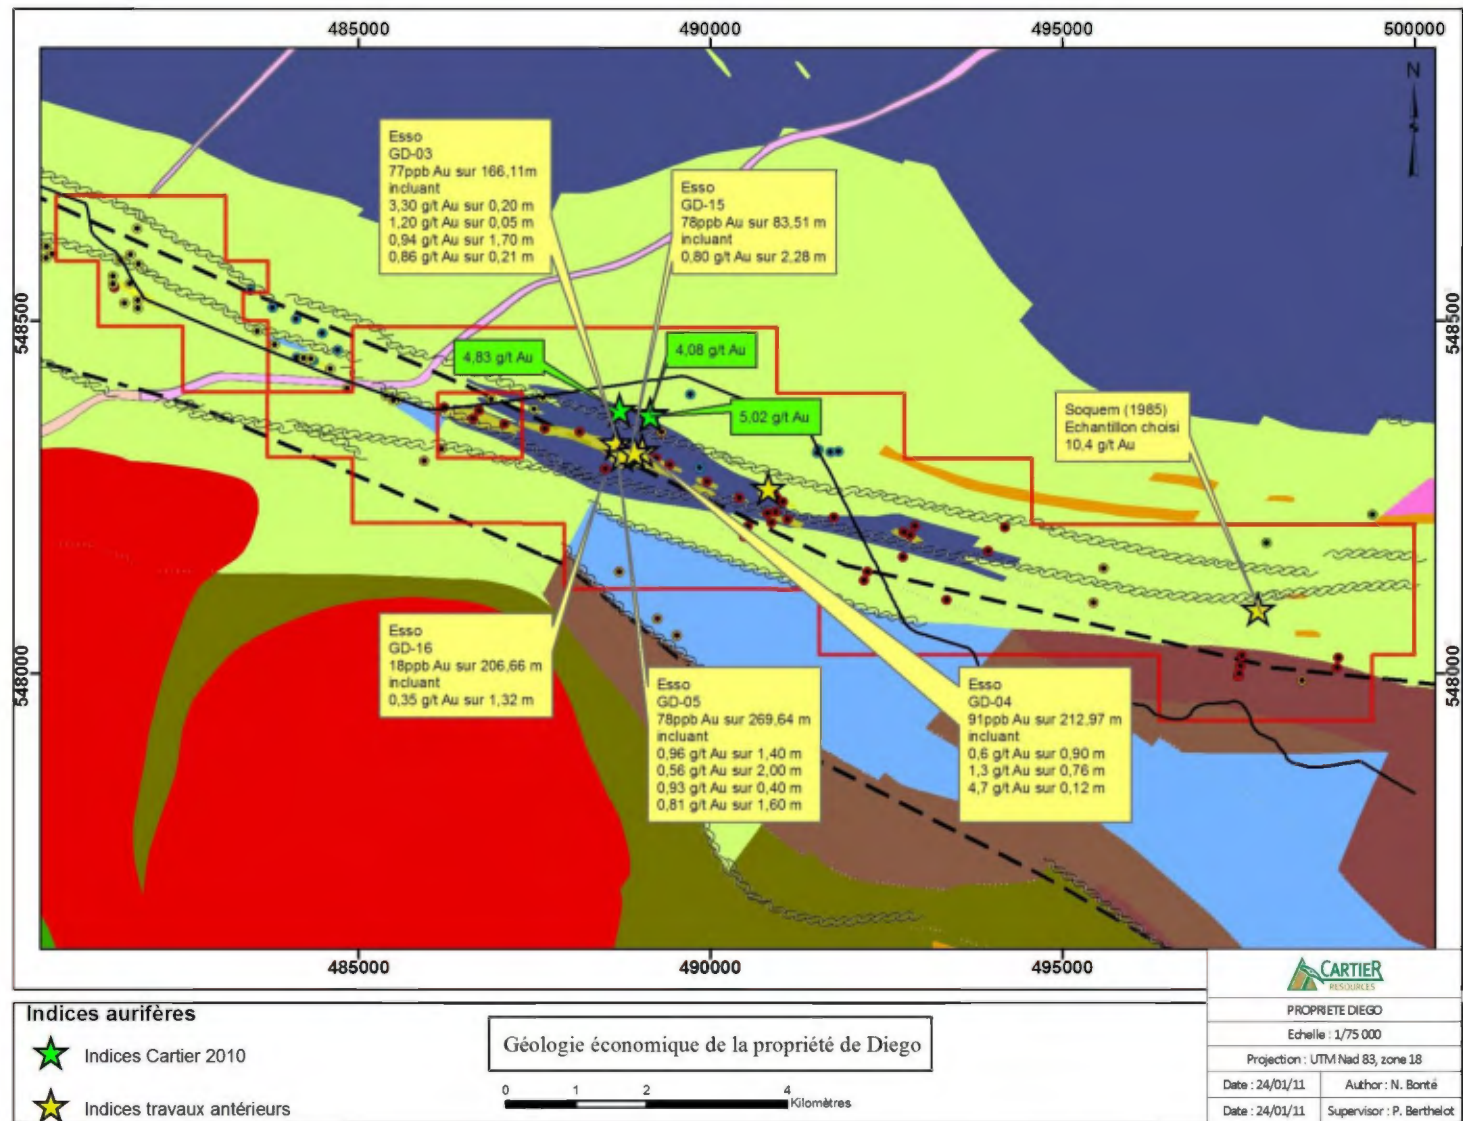 485000 490000 495000 500000
N
Esso
GD-03
77ppb Au sur 166,11m
incluant
3,30 g/t Au sur 0,20 m
1,20 g/t Au sur 0,05 m
0,94 g/t Au sur 1,70 m
0,86 g/t Au sur 0,21 m
Esso
GD-15
78ppb Au sur 83,51 m
incluant
0,80 g/t Au sur 2,28 m
548500 548500
4,83 g/t Au
4,08 g/t Au
5,02 g/t Au
Soquem (1985)
Echantillon choisi
10,4 g/t Au
Esso
GD-16
18ppb Au sur 206,66 m
incluant
0,35 g/t Au sur 1,32 m
Esso
GD-05
78ppb Au sur 269,64 m
incluant
0,96 g/t Au sur 1,40 m
0,56 g/t Au sur 2,00 m
0,93 g/t Au sur 0,40 m
0,81 g/t Au sur 1,60 m
Esso
GD-04
91ppb Au sur 212,97 m
incluant
0,6 g/t Au sur 0,90 m
1,3 g/t Au sur 0,76 m
4,7 g/t Au sur 0,12 m
548000 548000
485000 490000 495000
Indices aurifères
Indices Cartier 2010
Indices travaux antérieurs
Géologie économique de la propriété de Diego
0 1 2 4
Kilomètres
CARTIER
RESOURCES
PROPRIETE DIEGO
Echelle : 1/75 000
Projection : UTM Nad 83, zone 18
Date : 24/01/11 Author : N. Bonté
Date : 24/01/11 Supervisor : P. Berthelot